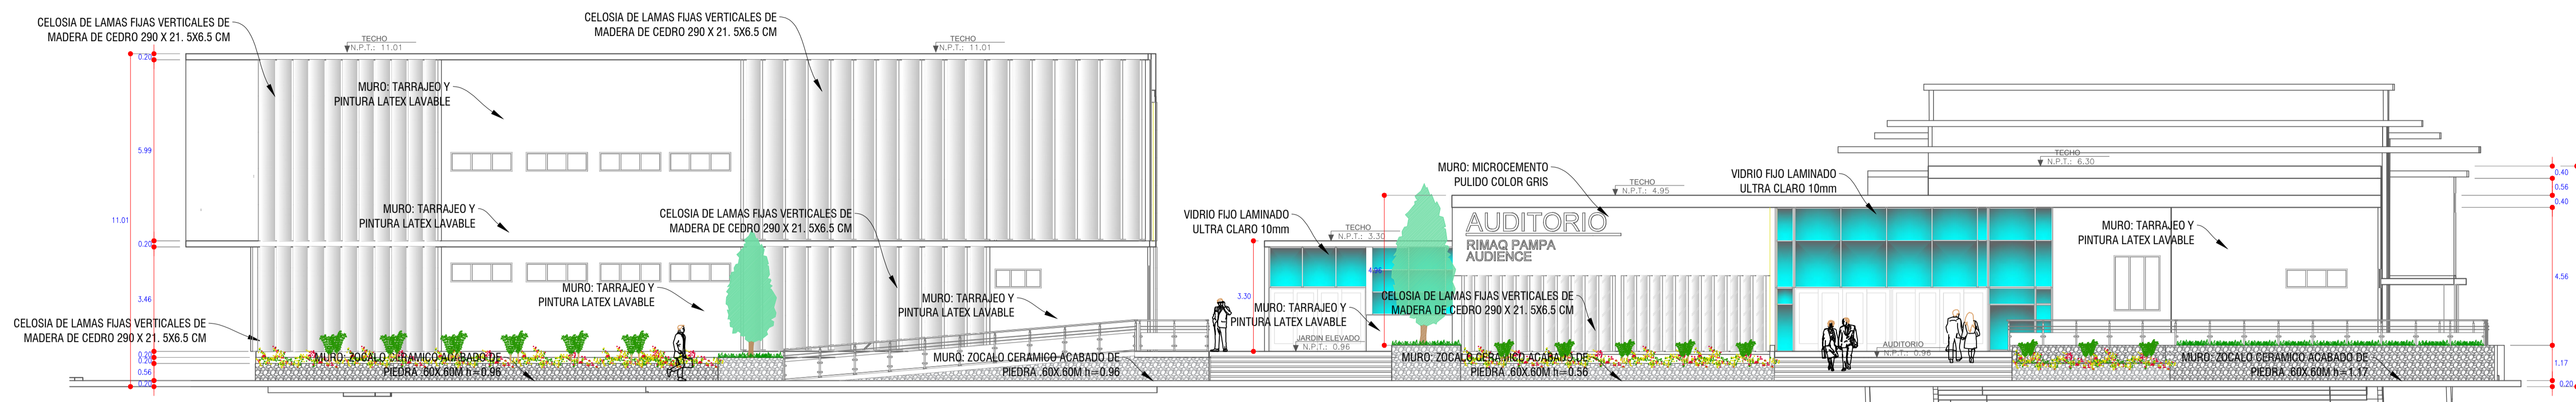 CELOSIA DE LAMAS FIJAS VERTICALES DE
MADERA DE CEDRO 290 X 21. 5X6.5 CM
TECHO
N.P.T.: 11.01
CELOSIA DE LAMAS FIJAS VERTICALES DE
MADERA DE CEDRO 290 X 21. 5X6.5 CM
TECHO
N.P.T.: 11.01
0.20
MURO: TARRAJEO Y
PINTURA LATEX LAVABLE
5.99
11.01
MURO: TARRAJEO Y
PINTURA LATEX LAVABLE
CELOSIA DE LAMAS FIJAS VERTICALES DE
MADERA DE CEDRO 290 X 21. 5X6.5 CM
0.20
MURO: TARRAJEO Y
PINTURA LATEX LAVABLE
MURO: TARRAJEO Y
PINTURA LATEX LAVABLE
3.46
CELOSIA DE LAMAS FIJAS VERTICALES DE
MADERA DE CEDRO 290 X 21. 5X6.5 CM
0.20
0.20
0.56
0.20
MURO: ZOCALO CERAMICO ACABADO DE
PIEDRA .60X.60M h=0.96
MURO: ZOCALO CERAMICO ACABADO DE
PIEDRA .60X.60M h=0.96
VIDRIO FIJO LAMINADO
ULTRA CLARO 10mm
TECHO
N.P.T.: 3.30
3.30
4.96
MURO: TARRAJEO Y
PINTURA LATEX LAVABLE
JARDIN ELEVADO
N.P.T.: 0.96
MURO: MICROCEMENTO
PULIDO COLOR GRIS
TECHO
N.P.T.: 4.95
AUDITORIO
RIMAQ PAMPA
AUDIENCE
CELOSIA DE LAMAS FIJAS VERTICALES DE
MADERA DE CEDRO 290 X 21. 5X6.5 CM
MURO: ZOCALO CERAMICO ACABADO DE
PIEDRA .60X.60M h=0.56
VIDRIO FIJO LAMINADO
ULTRA CLARO 10mm
AUDITORIO
N.P.T.: 0.96
TECHO
N.P.T.: 6.30
MURO: TARRAJEO Y
PINTURA LATEX LAVABLE
MURO: ZOCALO CERAMICO ACABADO DE
PIEDRA .60X.60M h=1.17
0.40
0.56
0.40
4.56
1.17
0.20